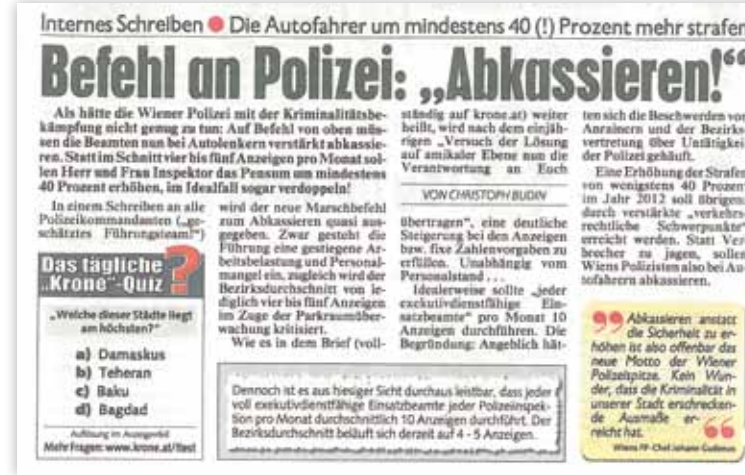 Internes Schreiben ● Die Autofahrer um mindestens 40 (!) Prozent mehr strafen
Befehl an Polizei: „Abkassieren!“
Als hätte die Wiener Polizei mit der Kriminalitätsbe-
kämpfung nicht genug zu tun: Auf Befehl von oben müs-
sen die Beamten nun bei Autolenkern verstärkt abkassie-
ren. Statt im Schnitt vier bis fünf Anzeigen pro Monat sol-
len Herr und Frau Inspektor das Pensum um mindestens
40 Prozent erhöhen, im Idealfall sogar verdoppeln!
In einem Schreiben an alle
Polizeikommandanten („ge-
schätztes Führungsteam!“)
wird der neue Marschbefehl
zum Abkassieren quasi aus-
gegeben. Zwar gesteht die
Führung eine gestiegene Ar-
beitsbelastung und Personal-
mangel ein, zugleich wird der
Bezirksdurchschnitt von le-
diglich vier bis fünf Anzeigen
im Zuge der Parkraumüber-
wachung kritisiert.
Wie es in dem Brief (voll-
ständig auf krone.at) weiter
heißt, wird nach dem einjäh-
rigen „Versuch der Lösung
auf amikaler Ebene nun die
Verantwortung an Euch
VON CHRISTOPH BUDIN
übertragen“, eine deutliche
Steigerung bei den Anzeigen
bzw. fixe Zahlenvorgaben zu
erfüllen. Unabhängig vom
Personalstand . . .
Idealerweise sollte „jeder
exekutivdienstfähige Ein-
satzbeamte“ pro Monat 10
Anzeigen durchführen. Die
Begründung: Angeblich hät-
ten sich die Beschwerden von
Anrainern und der Bezirks-
vertretung über Untätigkei
der Polizei gehäuft.
Eine Erhöhung der Strafen
von wenigstens 40 Prozent
im Jahr 2012 soll übrigens
durch verstärkte „verkehrs-
rechtliche Schwerpunkte“
erreicht werden. Statt Ver-
brecher zu jagen, sollen
Wiens Polizisten also bei Au-
tofahrern abkassieren.
Das tägliche
„Krone“-Quiz ?
„Welche dieser Städte liegt
am höchsten?“
a) Damaskus
b) Teheran
c) Baku
d) Bagdad
Auflösung im Anzeigenteil
Mehr Fragen: www.krone.at/test
Dennoch ist es aus hiesiger Sicht durchaus leistbar, dass jeder
voll exekutivdienstfähige Einsatzbeamte jeder Polizeiinspek-
tion pro Monat durchschnittlich 10 Anzeigen durchführt. Der
Bezirksdurchschnitt beläuft sich derzeit auf 4 - 5 Anzeigen.
Abkassieren anstatt
die Sicherheit zu er-
höhen ist also offenbar das
neue Motto der Wiener
Polizeispitze. Kein Wun-
der, dass die Kriminalität in
unserer Stadt erschrecken-
de Ausmaße er-
reicht hat.
Wiens FP-Chef Johann Gudenus